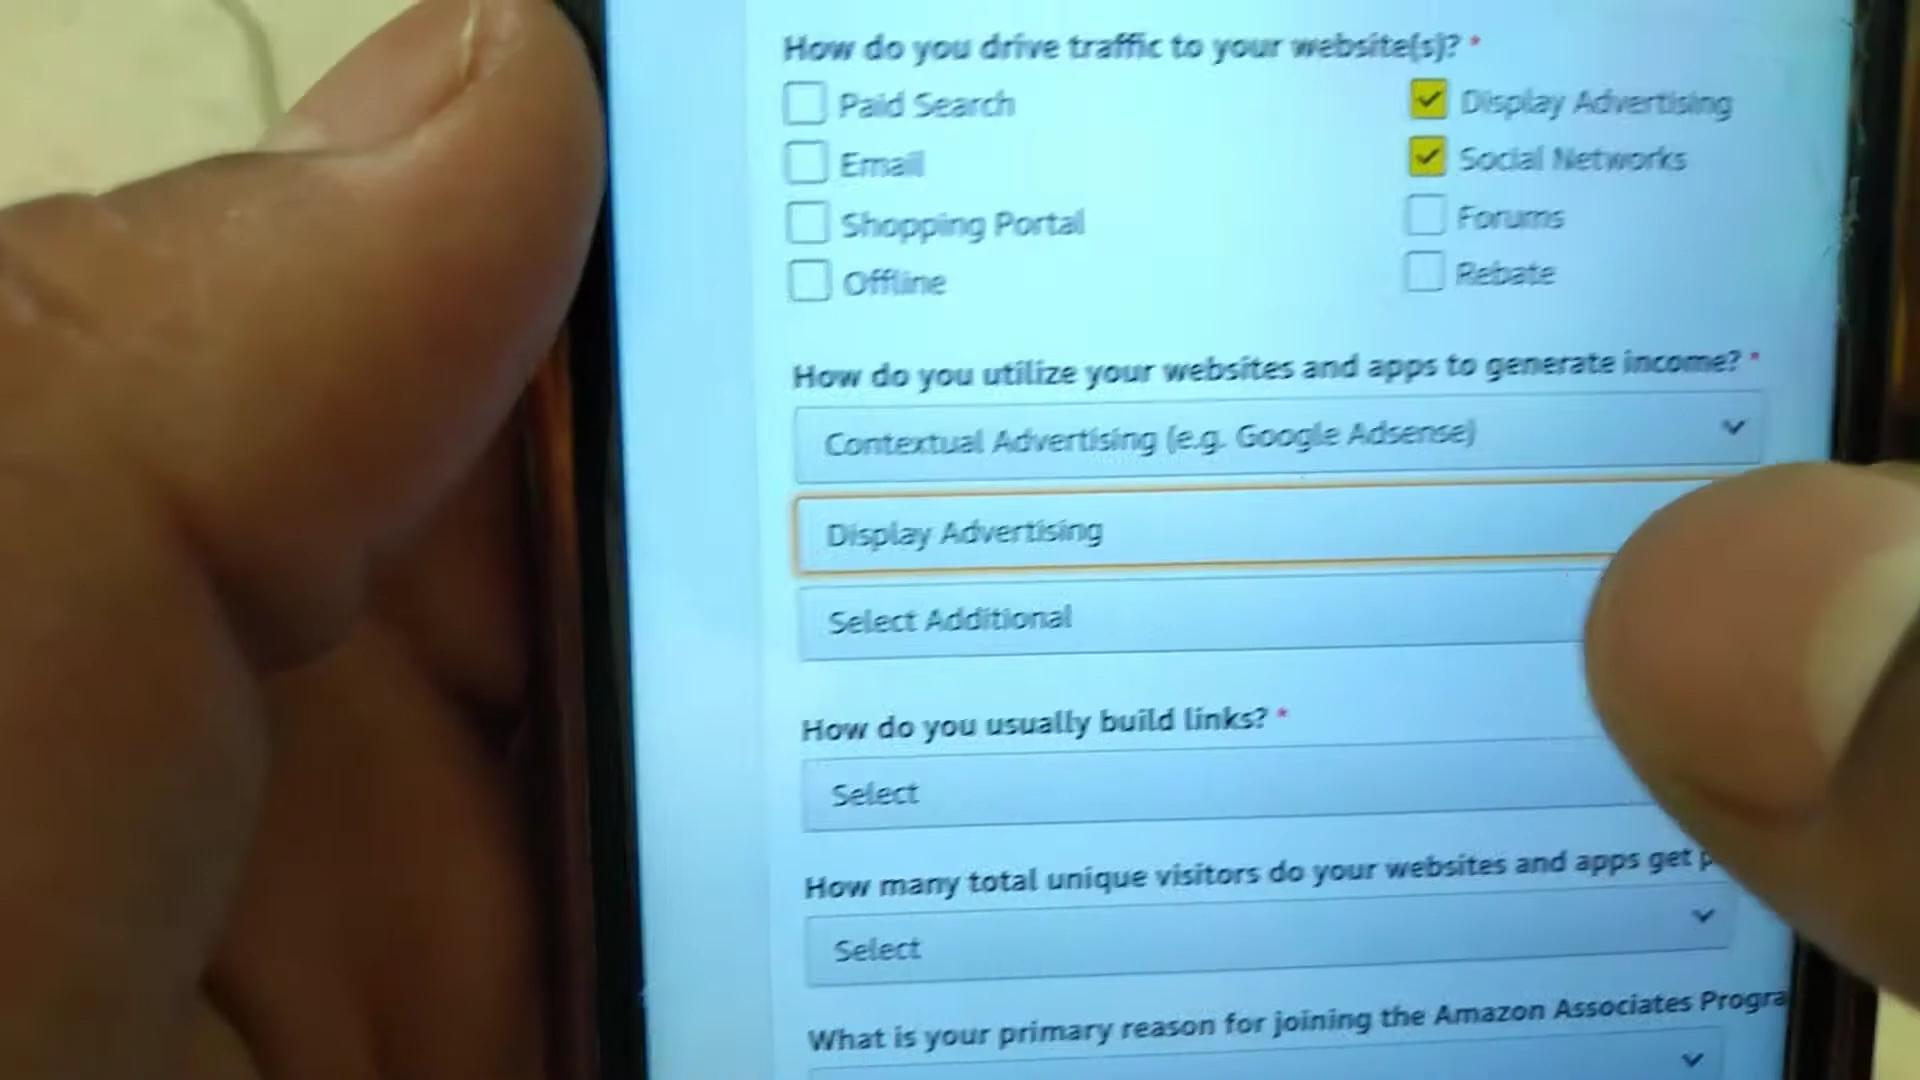 How do you drive traffic to your website(s)? *
Paid Search
Display Advertising
Email
Social Networks
Shopping Portal
Forums
Offline
Rebate
How do you utilize your websites and apps to generate income? *
Contextual Advertising (e.g. Google Adsense)
Display Advertising
Select Additional
How do you usually build links? *
Select
How many total unique visitors do your websites and apps get
Select
What is your primary reason for joining the Amazon Associates